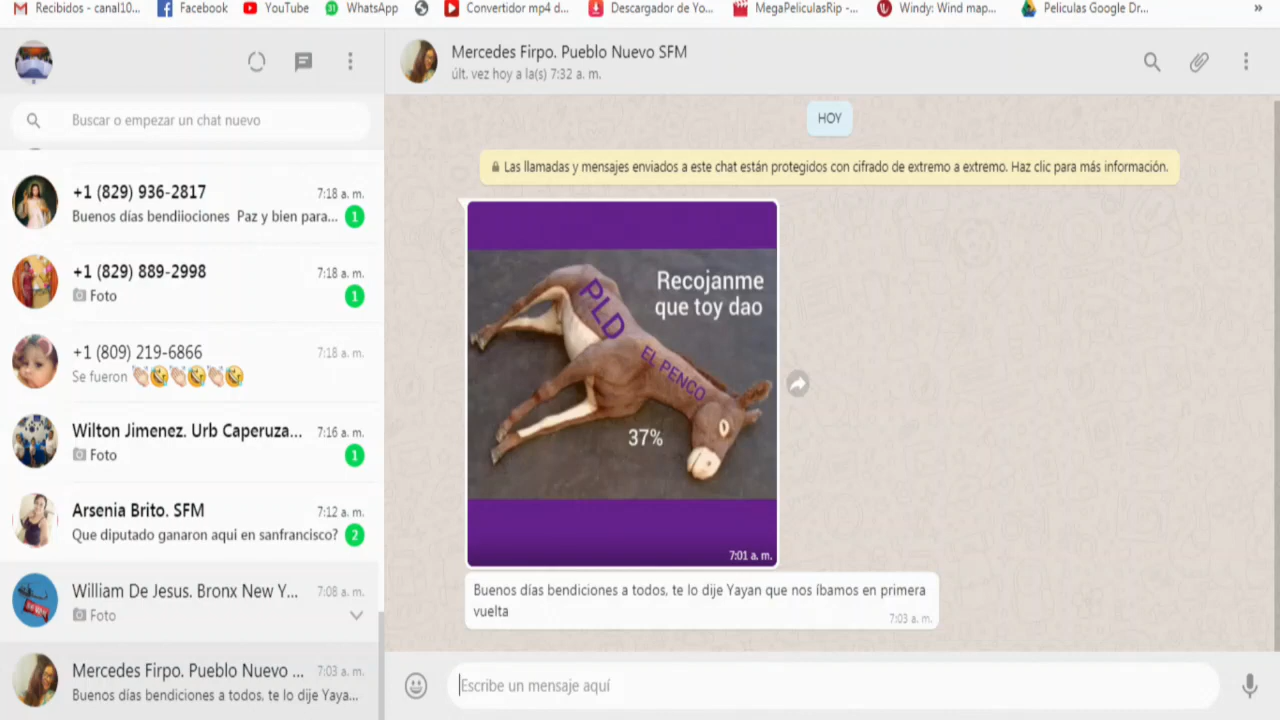 Recibidos - canal10...
Facebook
YouTube
WhatsApp
Convertidor mp4 d...
Descargador de Yo...
MegaPeliculasRip -...
Windy: Wind map...
Peliculas Google Dr...
»
Buscar o empezar un chat nuevo
+1 (829) 936-2817
7:18 a. m.
Buenos días bendiiociones Paz y bien para...
1
+1 (829) 889-2998
7:18 a. m.
Foto
1
+1 (809) 219-6866
7:18 a. m.
Se fueron 👏🏻🤣👏🏻🤣👏🏻🤣
Wilton Jimenez. Urb Caperuza...
7:16 a. m.
Foto
1
Arsenia Brito. SFM
7:12 a. m.
Que diputado ganaron aqui en sanfrancisco?
2
William De Jesus. Bronx New Y...
7:08 a. m.
Foto
Mercedes Firpo. Pueblo Nuevo ...
7:03 a. m.
Buenos días bendiciones a todos, te lo dije Yaya...
Mercedes Firpo. Pueblo Nuevo SFM
últ. vez hoy a la(s) 7:32 a. m.
HOY
Las llamadas y mensajes enviados a este chat están protegidos con cifrado de extremo a extremo. Haz clic para más información.
Recojanme
que toy dao
PLD
EL PENCO
37%
7:01 a. m.
Buenos días bendiciones a todos, te lo dije Yayan que nos íbamos en primera
vuelta
7:03 a. m.
Escribe un mensaje aquí